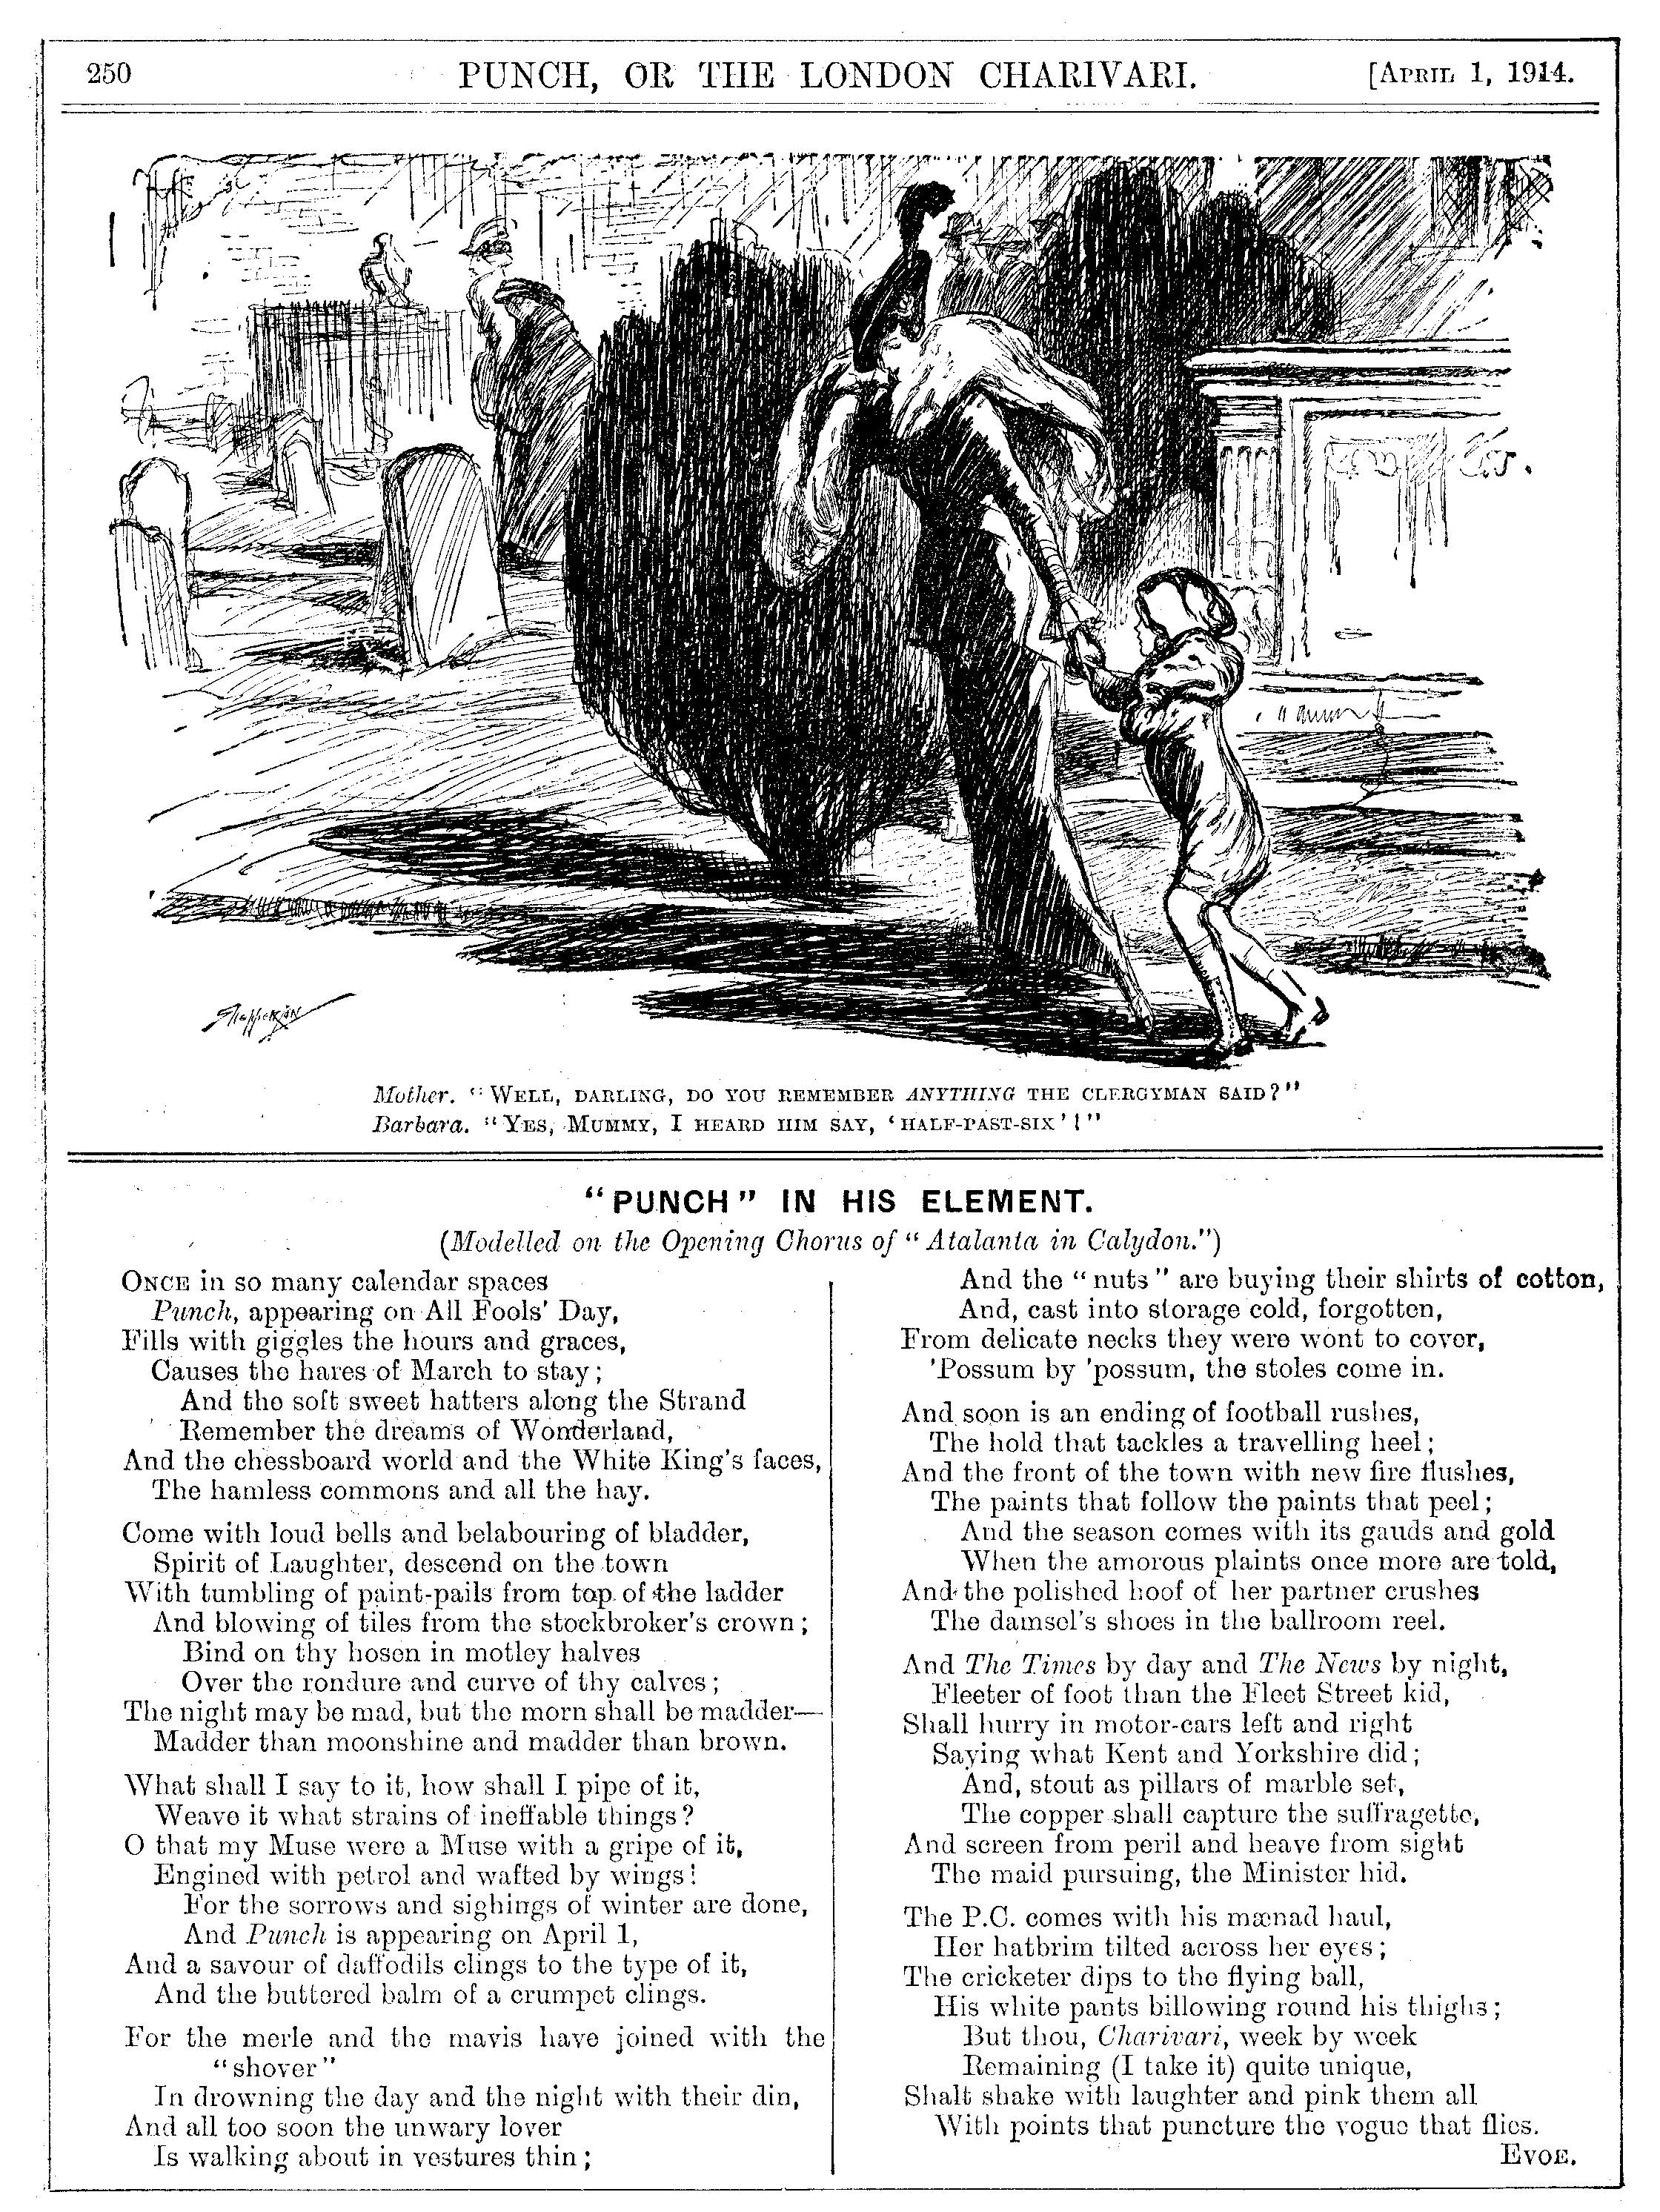 250
PUNCH, OR THE LONDON CHARIVARI.
[APRIL 1, 1914.
Mother. "WELL, DARLING, DO YOU REMEMBER ANYTHING THE CLERGYMAN SAID?"
Barbara. "YES, MUMMY, I HEARD HIM SAY, 'HALF-PAST-SIX'!"
"PUNCH" IN HIS ELEMENT.
(Modelled on the Opening Chorus of "Atalanta in Calydon.")
ONCE in so many calendar spaces
Punch, appearing on All Fools' Day,
Fills with giggles the hours and graces,
Causes the hares of March to stay;
And the soft sweet hatters along the Strand
Remember the dreams of Wonderland,
And the chessboard world and the White King's faces,
The hamless commons and all the hay.
Come with loud bells and belabouring of bladder,
Spirit of Laughter, descend on the town
With tumbling of paint-pails from top of the ladder
And blowing of tiles from the stockbroker's crown;
Bind on thy hosen in motley halves
Over the rondure and curve of thy calves;
The night may be mad, but the morn shall be madder—
Madder than moonshine and madder than brown.
What shall I say to it, how shall I pipe of it,
Weave it what strains of ineffable things?
O that my Muse were a Muse with a gripe of it,
Engined with petrol and wafted by wings!
For the sorrows and sighings of winter are done,
And Punch is appearing on April 1,
And a savour of daffodils clings to the type of it,
And the buttered balm of a crumpet clings.
For the merle and the mavis have joined with the
"shover"
In drowning the day and the night with their din,
And all too soon the unwary lover
Is walking about in vestures thin;
And the "nuts" are buying their shirts of cotton,
And, cast into storage cold, forgotten,
From delicate necks they were wont to cover,
'Possum by 'possum, the stoles come in.
And soon is an ending of football rushes,
The hold that tackles a travelling heel;
And the front of the town with new fire flushes,
The paints that follow the paints that peel;
And the season comes with its gauds and gold
When the amorous plaints once more are told,
And the polished hoof of her partner crushes
The damsel's shoes in the ballroom reel.
And The Times by day and The News by night,
Fleeter of foot than the Fleet Street kid,
Shall hurry in motor-cars left and right
Saying what Kent and Yorkshire did;
And, stout as pillars of marble set,
The copper shall capture the suffragette,
And screen from peril and heave from sight
The maid pursuing, the Minister hid.
The P.C. comes with his mænad haul,
Her hatbrim tilted across her eyes;
The cricketer dips to the flying ball,
His white pants billowing round his thighs;
But thou, Charivari, week by week
Remaining (I take it) quite unique,
Shalt shake with laughter and pink them all
With points that puncture the vogue that flies.
EVOE.